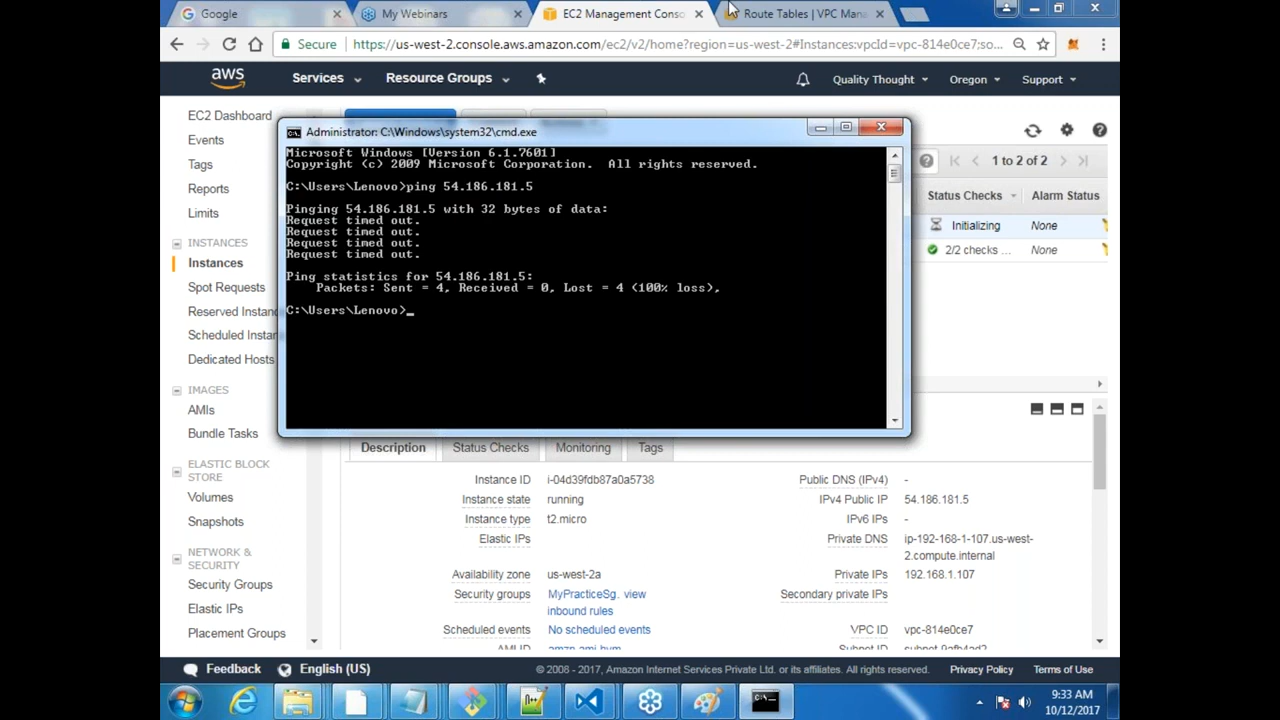 Google
My Webinars
EC2 Management Conso
Route Tables | VPC Man
Secure
https://us-west-2.console.aws.amazon.com/ec2/v2/home?region=us-west-2#Instances:vpcId=vpc-814e0ce7;so...
aws
Services
Resource Groups
Quality Thought
Oregon
Support
EC2 Dashboard
Events
Tags
Reports
Limits
INSTANCES
Instances
Spot Requests
Reserved Instan
Scheduled Instan
Dedicated Hosts
IMAGES
AMIs
Bundle Tasks
ELASTIC BLOCK
STORE
Volumes
Snapshots
NETWORK &
SECURITY
Security Groups
Elastic IPs
Placement Groups
Administrator: C:\Windows\system32\cmd.exe
Microsoft Windows [Version 6.1.7601]
Copyright (c) 2009 Microsoft Corporation. All rights reserved.
C:\Users\Lenovo>ping 54.186.181.5
Pinging 54.186.181.5 with 32 bytes of data:
Request timed out.
Request timed out.
Request timed out.
Request timed out.
Ping statistics for 54.186.181.5:
Packets: Sent = 4, Received = 0, Lost = 4 (100% loss),
C:\Users\Lenovo>_
1 to 2 of 2
Status Checks
Alarm Status
Initializing
None
2/2 checks ...
None
Description
Status Checks
Monitoring
Tags
Instance ID
i-04d39fdb87a0a5738
Instance state
running
Instance type
t2.micro
Elastic IPs
Availability zone
us-west-2a
Security groups
MyPracticeSg. view
inbound rules
Scheduled events
No scheduled events
AMI ID
Public DNS (IPv4)
-
IPv4 Public IP
54.186.181.5
IPv6 IPs
-
Private DNS
ip-192-168-1-107.us-west-
2.compute.internal
Private IPs
192.168.1.107
Secondary private IPs
VPC ID
vpc-814e0ce7
Feedback
English (US)
© 2008 - 2017, Amazon Internet Services Private Ltd. or its affiliates. All rights reserved.
Privacy Policy
Terms of Use
9:33 AM
10/12/2017